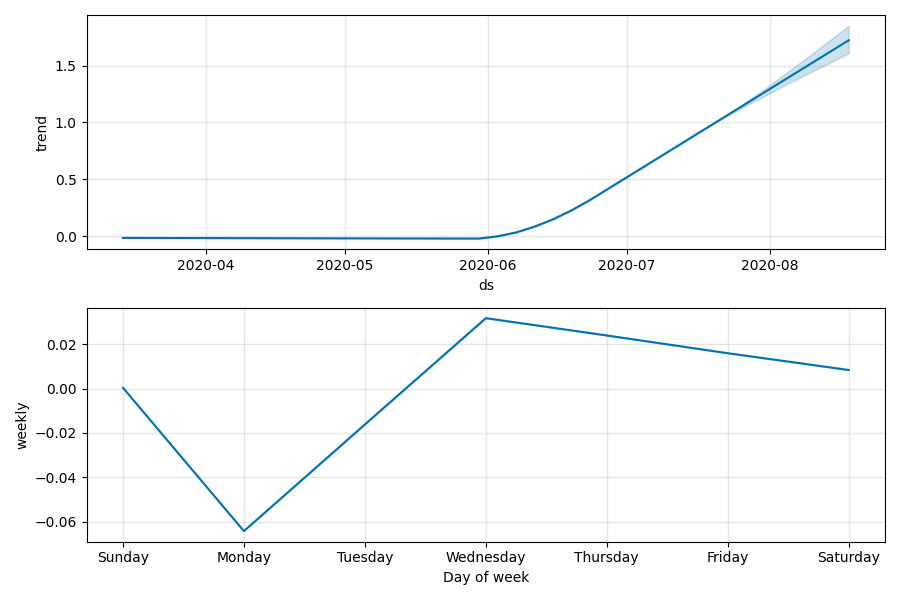 trend
1.5
1.0
0.5
0.0
2020-04 2020-05 2020-06 2020-07 2020-08
ds
weekly
0.02
0.00
−0.02
−0.04
−0.06
Sunday Monday Tuesday Wednesday Thursday Friday Saturday
Day of week